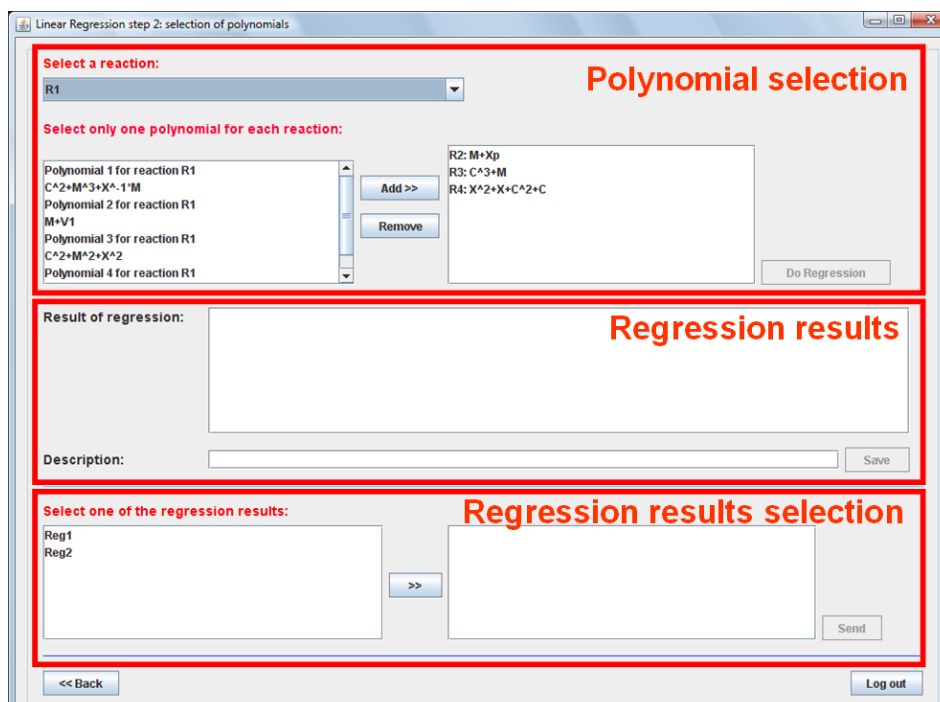 Linear Regression step 2: selection of polynomials
Select a reaction:
Polynomial selection
R1
Select only one polynomial for each reaction:
Polynomial 1 for reaction R1
C^2+M^3+X^-1*M
Polynomial 2 for reaction R1
M+V1
Polynomial 3 for reaction R1
C^2+M^2+X^2
Polynomial 4 for reaction R1
Add >>
Remove
R2: M+Xp
R3: C^3+M
R4: X^2+X+C^2+C
Do Regression
Result of regression:
Regression results
Description:
Save
Select one of the regression results:
Regression results selection
Reg1
Reg2
>>
Send
<< Back
Log out